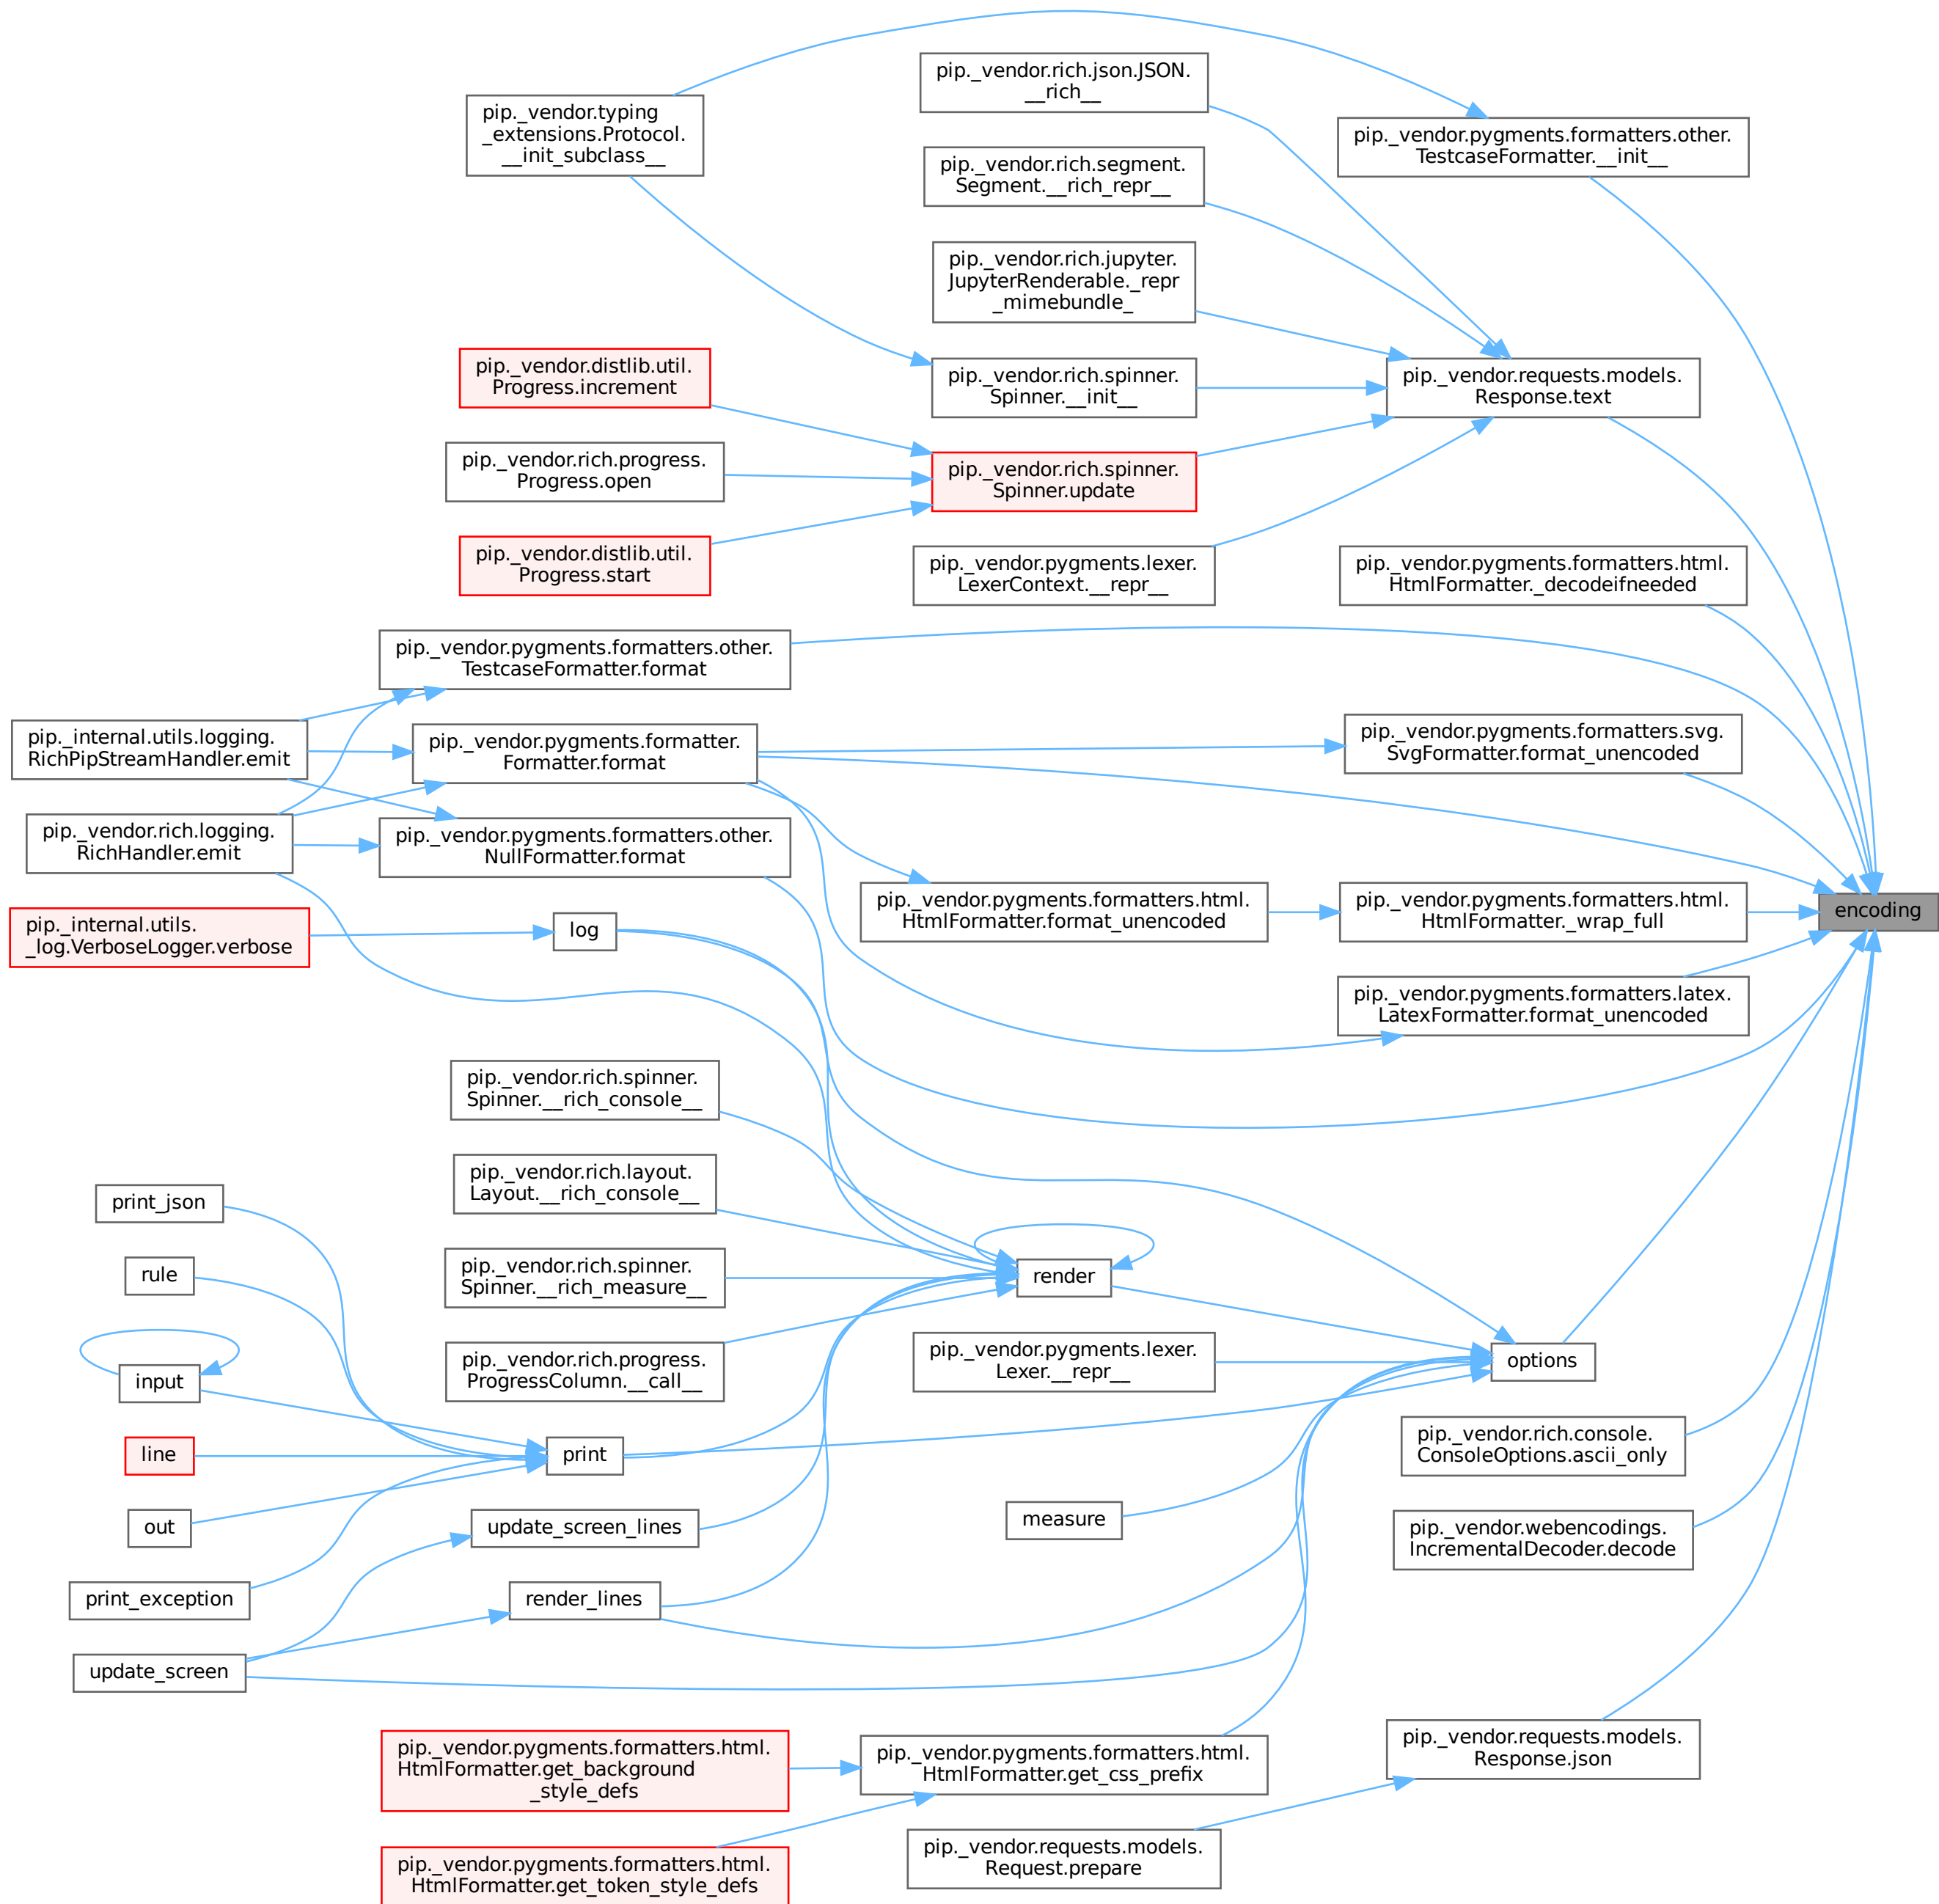 pip._vendor.rich.json.JSON.
__rich__
pip._vendor.typing
_extensions.Protocol.
__init_subclass__
pip._vendor.pygments.formatters.other.
TestcaseFormatter.__init__
pip._vendor.rich.segment.
Segment.__rich_repr__
pip._vendor.rich.jupyter.
JupyterRenderable._repr
_mimebundle_
pip._vendor.distlib.util.
Progress.increment
pip._vendor.rich.spinner.
Spinner.__init__
pip._vendor.requests.models.
Response.text
pip._vendor.rich.progress.
Progress.open
pip._vendor.rich.spinner.
Spinner.update
pip._vendor.distlib.util.
Progress.start
pip._vendor.pygments.lexer.
LexerContext.__repr__
pip._vendor.pygments.formatters.html.
HtmlFormatter._decodeifneeded
pip._vendor.pygments.formatters.other.
TestcaseFormatter.format
pip._internal.utils.logging.
RichPipStreamHandler.emit
pip._vendor.pygments.formatter.
Formatter.format
pip._vendor.pygments.formatters.svg.
SvgFormatter.format_unencoded
pip._vendor.rich.logging.
RichHandler.emit
pip._vendor.pygments.formatters.other.
NullFormatter.format
pip._vendor.pygments.formatters.html.
HtmlFormatter.format_unencoded
pip._vendor.pygments.formatters.html.
HtmlFormatter._wrap_full
encoding
pip._internal.utils.
_log.VerboseLogger.verbose
log
pip._vendor.pygments.formatters.latex.
LatexFormatter.format_unencoded
pip._vendor.rich.spinner.
Spinner.__rich_console__
pip._vendor.rich.layout.
Layout.__rich_console__
print_json
rule
pip._vendor.rich.spinner.
Spinner.__rich_measure__
render
input
pip._vendor.rich.progress.
ProgressColumn.__call__
pip._vendor.pygments.lexer.
Lexer.__repr__
options
line
print
pip._vendor.rich.console.
ConsoleOptions.ascii_only
out
update_screen_lines
measure
pip._vendor.webencodings.
IncrementalDecoder.decode
print_exception
render_lines
update_screen
pip._vendor.pygments.formatters.html.
HtmlFormatter.get_background
_style_defs
pip._vendor.pygments.formatters.html.
HtmlFormatter.get_css_prefix
pip._vendor.requests.models.
Response.json
pip._vendor.pygments.formatters.html.
HtmlFormatter.get_token_style_defs
pip._vendor.requests.models.
Request.prepare